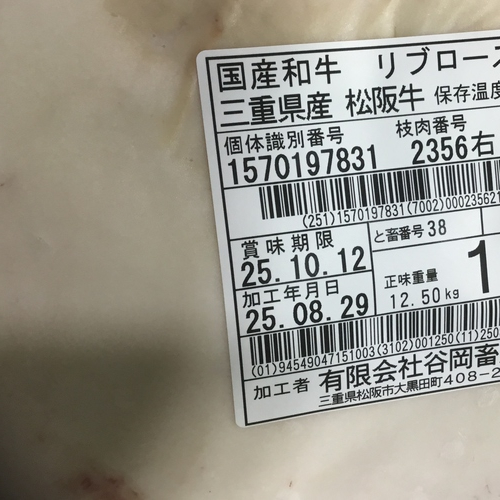 国産和牛 リブロース
三重県産 松阪牛 保存温度
個体識別番号 枝肉番号
1570197831 2356右
(251)1570197831(7002)00023562
賞味期限 と畜番号 38
25.10.12
加工年月日 正味重量 1
25.08.29 12.50kg
(01)94549047151003(3102)001250(11)250
加工者 有限会社谷岡畜
三重県松阪市大黒田町408-2